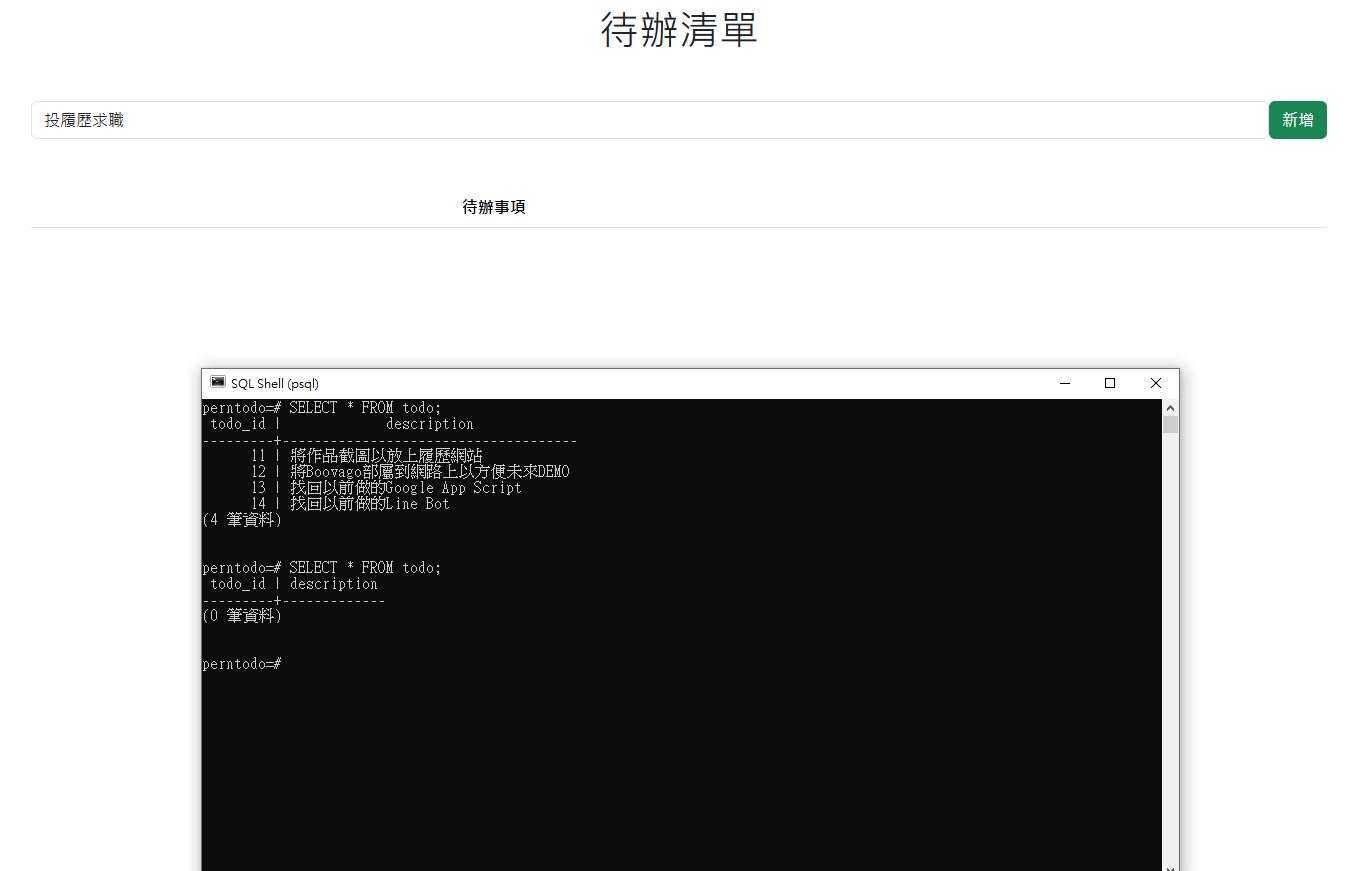 待辦清單
投履歷求職
新增
待辦事項
SQL Shell (psql)
perntodo=# SELECT * FROM todo;
todo_id | description
---------+------------------------------------
11 | 將作品截圖以放上履歷網站
12 | 將Boovago部屬到網路上以方便未來DEMO
13 | 找回以前做的Google App Script
14 | 找回以前做的Line Bot
(4 筆資料)
perntodo=# SELECT * FROM todo;
todo_id | description
---------+-------------
(0 筆資料)
perntodo=#